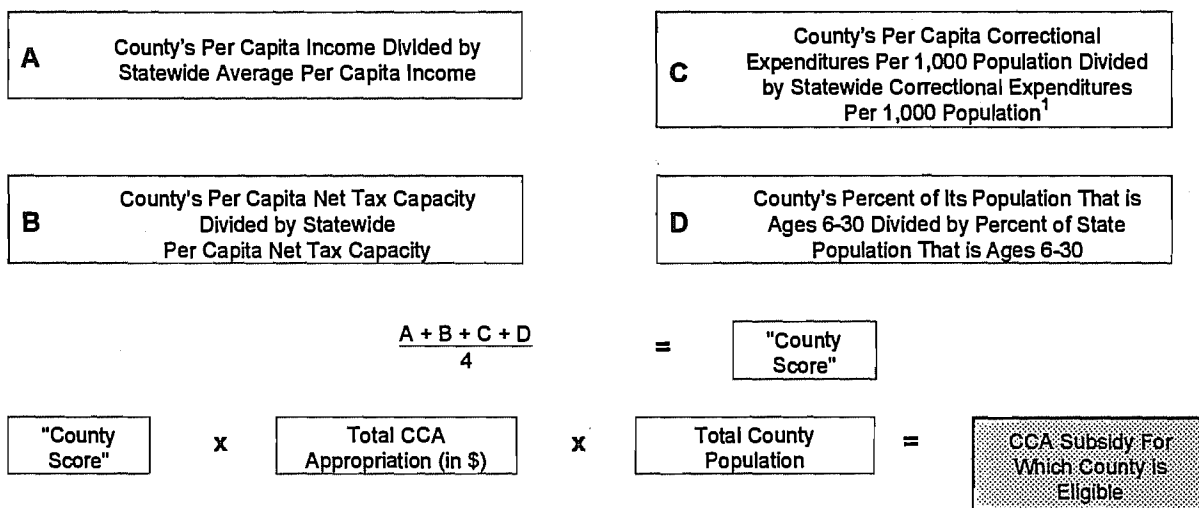 A
County's Per Capita Income Divided by
Statewide Average Per Capita Income
C
County's Per Capita Correctional
Expenditures Per 1,000 Population Divided
by Statewide Correctional Expenditures
Per 1,000 Population1
B
County's Per Capita Net Tax Capacity
Divided by Statewide
Per Capita Net Tax Capacity
D
County's Percent of Its Population That is
Ages 6-30 Divided by Percent of State
Population That is Ages 6-30
A + B + C + D
4
=
"County
Score"
"County
Score"
x
Total CCA
Appropriation (in $)
x
Total County
Population
=
CCA Subsidy For
Which County is
Eligible